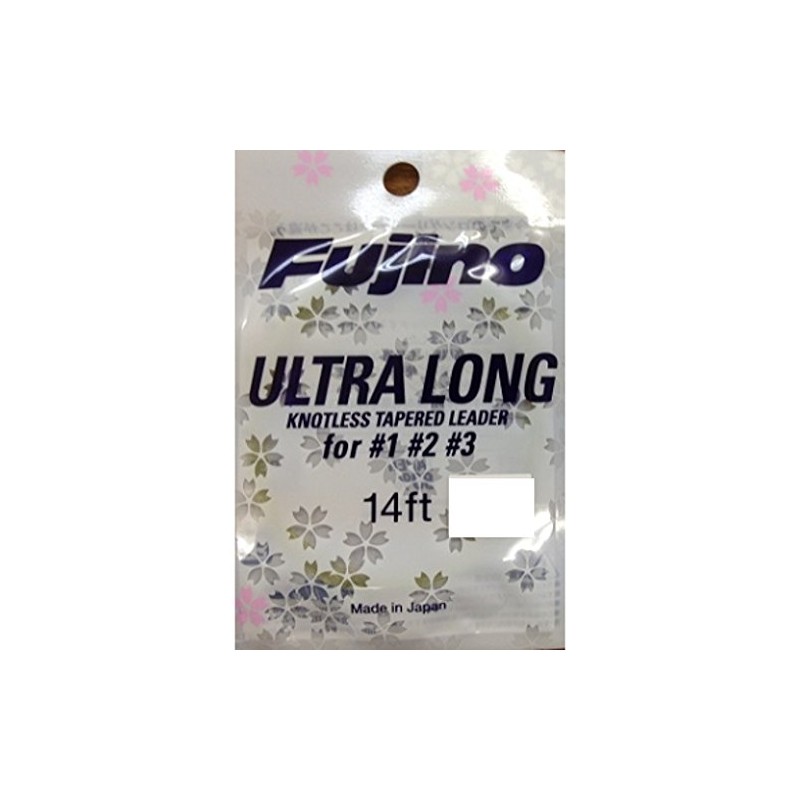 Fujino
ULTRA LONG
KNOTLESS TAPERED LEADER
for #1 #2 #3
14ft
Made in Japan